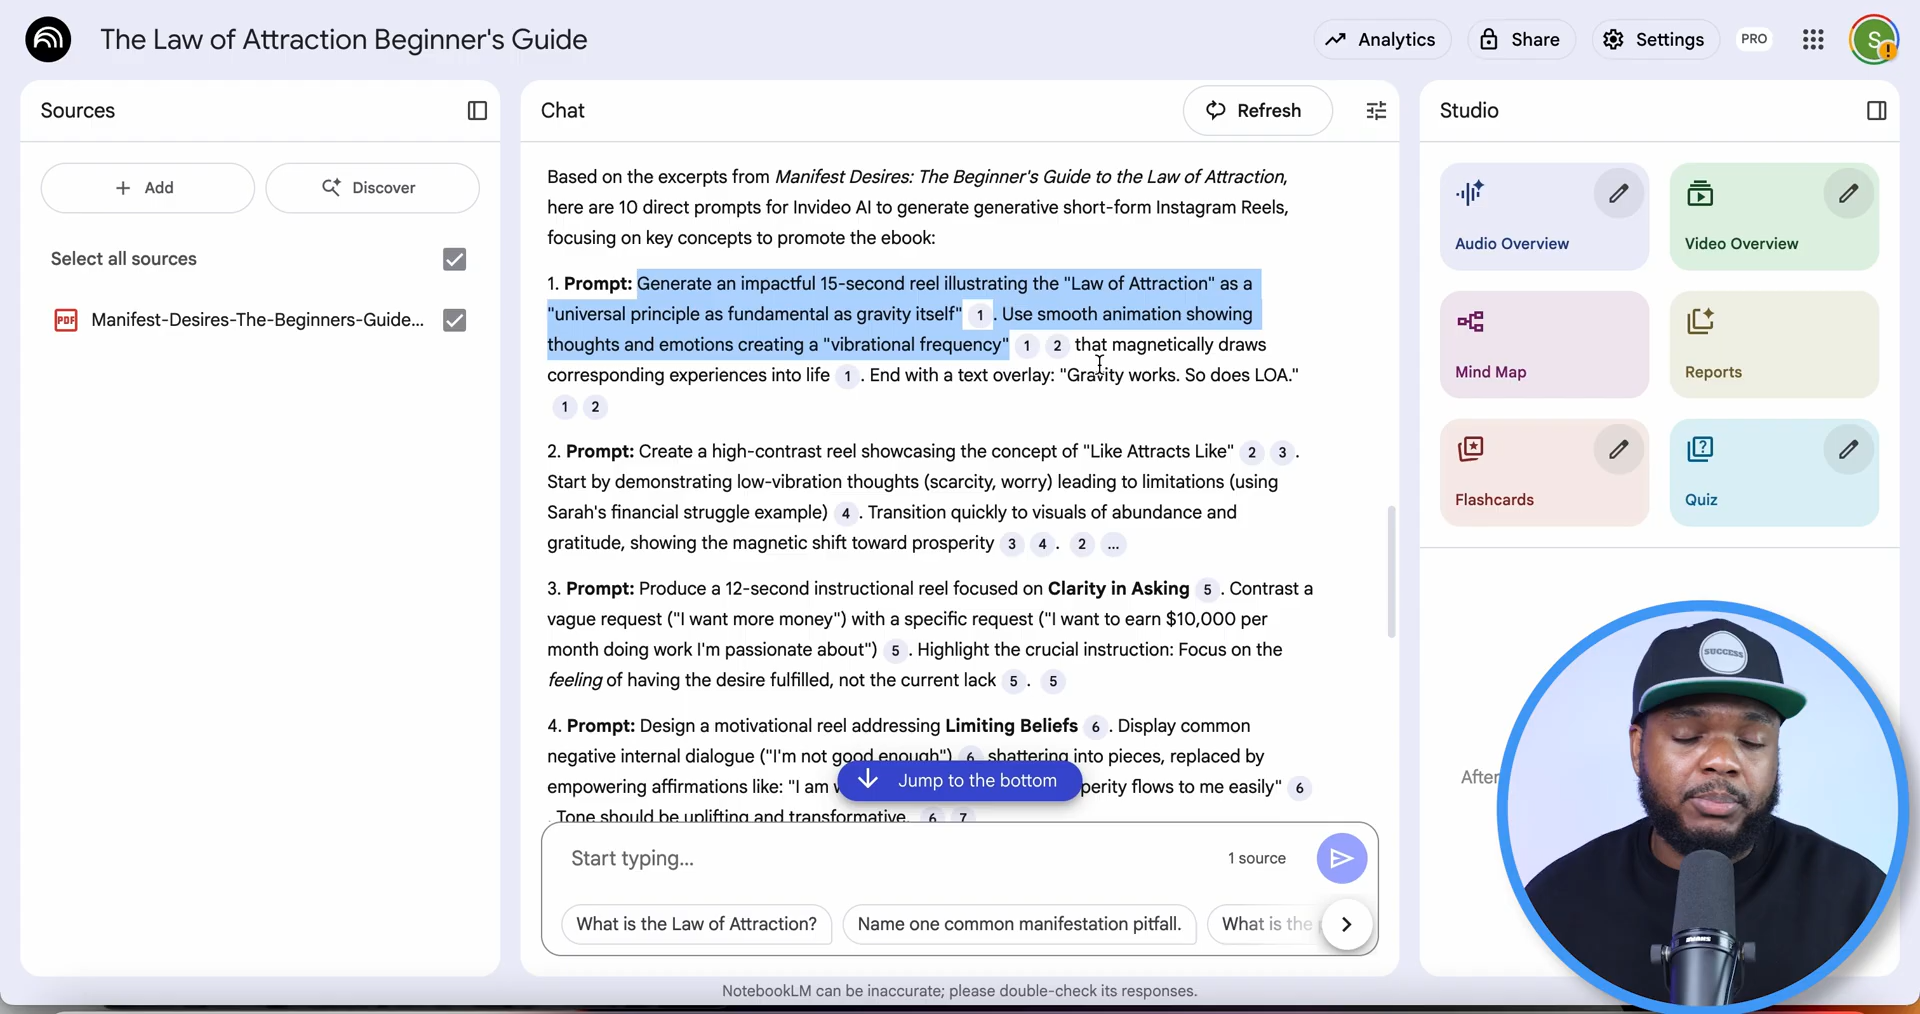 The Law of Attraction Beginner's Guide
Analytics
Share
Settings
PRO
S
!
Sources
Add
Discover
Select all sources
PDF
Manifest-Desires-The-Beginners-Guide...
Chat
Refresh
Based on the excerpts from Manifest Desires: The Beginner's Guide to the Law of Attraction,
here are 10 direct prompts for Invideo AI to generate generative short-form Instagram Reels,
focusing on key concepts to promote the ebook:
1. Prompt: Generate an impactful 15-second reel illustrating the "Law of Attraction" as a
"universal principle as fundamental as gravity itself" 1 . Use smooth animation showing
thoughts and emotions creating a "vibrational frequency" 1 2 that magnetically draws
corresponding experiences into life 1 . End with a text overlay: "Gravity works. So does LOA."
1 2
2. Prompt: Create a high-contrast reel showcasing the concept of "Like Attracts Like" 2 3 .
Start by demonstrating low-vibration thoughts (scarcity, worry) leading to limitations (using
Sarah's financial struggle example) 4 . Transition quickly to visuals of abundance and
gratitude, showing the magnetic shift toward prosperity 3 4 . 2 ...
3. Prompt: Produce a 12-second instructional reel focused on Clarity in Asking 5 . Contrast a
vague request ("I want more money") with a specific request ("I want to earn $10,000 per
month doing work I'm passionate about") 5 . Highlight the crucial instruction: Focus on the
feeling of having the desire fulfilled, not the current lack 5 . 5
4. Prompt: Design a motivational reel addressing Limiting Beliefs 6 . Display common
negative internal dialogue ("I'm not good enough") 6 shattering into pieces, replaced by
empowering affirmations like: "I am perity flows to me easily" 6
. Tone should be uplifting and transformative. 6 7
Jump to the bottom
Start typing...
1 source
What is the Law of Attraction?
Name one common manifestation pitfall.
What is the
NotebookLM can be inaccurate; please double-check its responses.
Studio
Audio Overview
Video Overview
Mind Map
Reports
Flashcards
Quiz
After
SUCCESS